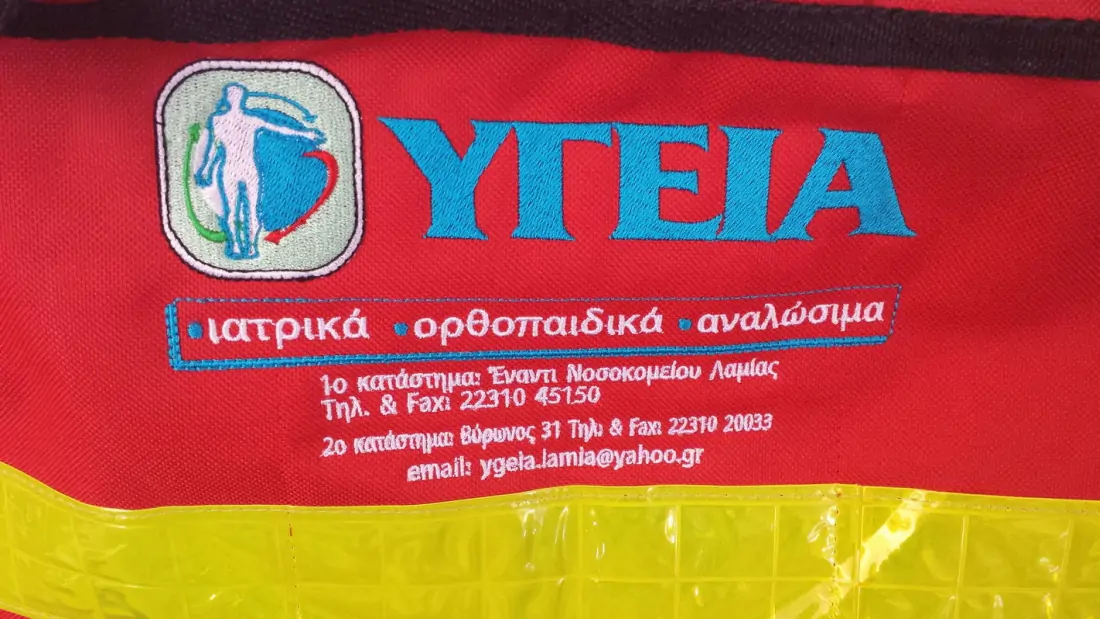 ΥΓΕΙΑ
•ιατρικά •ορθοπαιδικά •αναλώσιμα
1ο κατάστημα: Έναντι Νοσοκομείου Λαμίας
Τηλ. & Fax: 22310 45150
2ο κατάστημα: Βύρωνος 31 Τηλ: & Fax: 22310 20033
email: ygeia.lamia@yahoo.gr